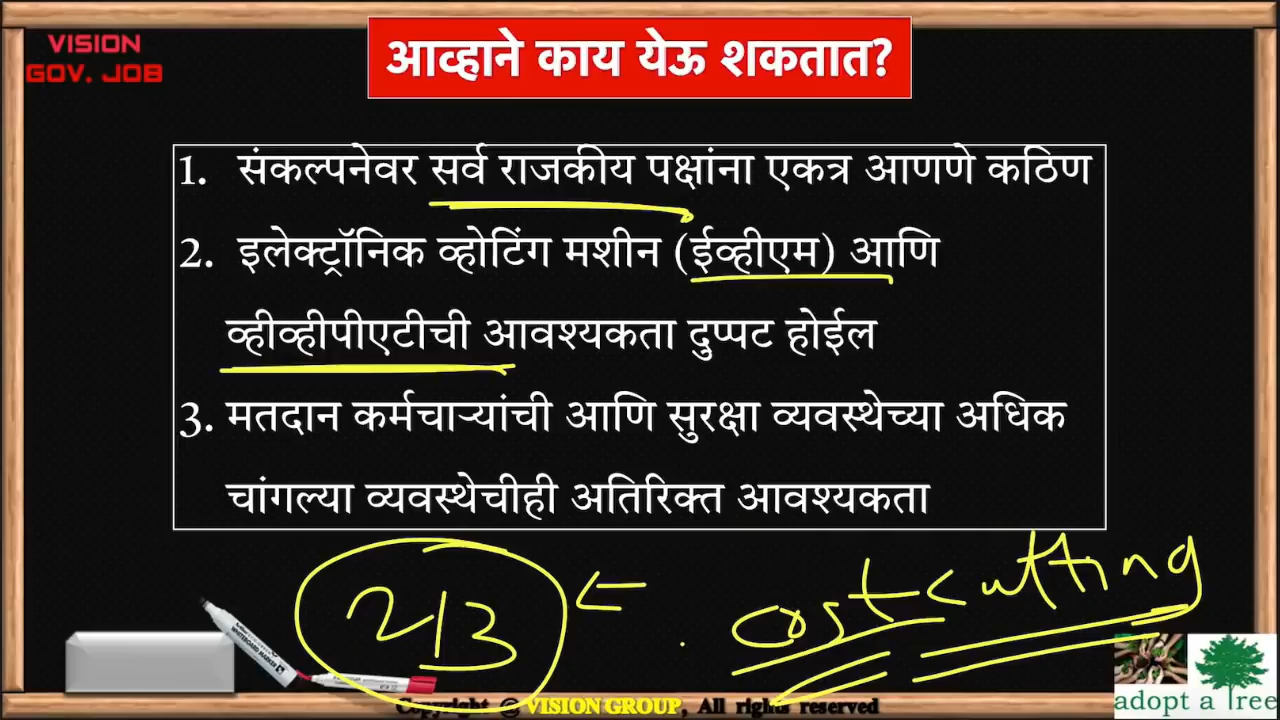 VISION
GOV. JOB
आव्हाने काय येऊ शकतात?
1. संकल्पनेवर सर्व राजकीय पक्षांना एकत्र आणणे कठिण
2. इलेक्ट्रॉनिक व्होटिंग मशीन (ईव्हीएम) आणि
व्हीव्हीपीएटीची आवश्यकता दुप्पट होईल
3. मतदान कर्मचाऱ्यांची आणि सुरक्षा व्यवस्थेच्या अधिक
चांगल्या व्यवस्थेचीही अतिरिक्त आवश्यकता
2/3
cost cutting
adopt a Tree
Copyright © VISION GROUP, All rights reserved